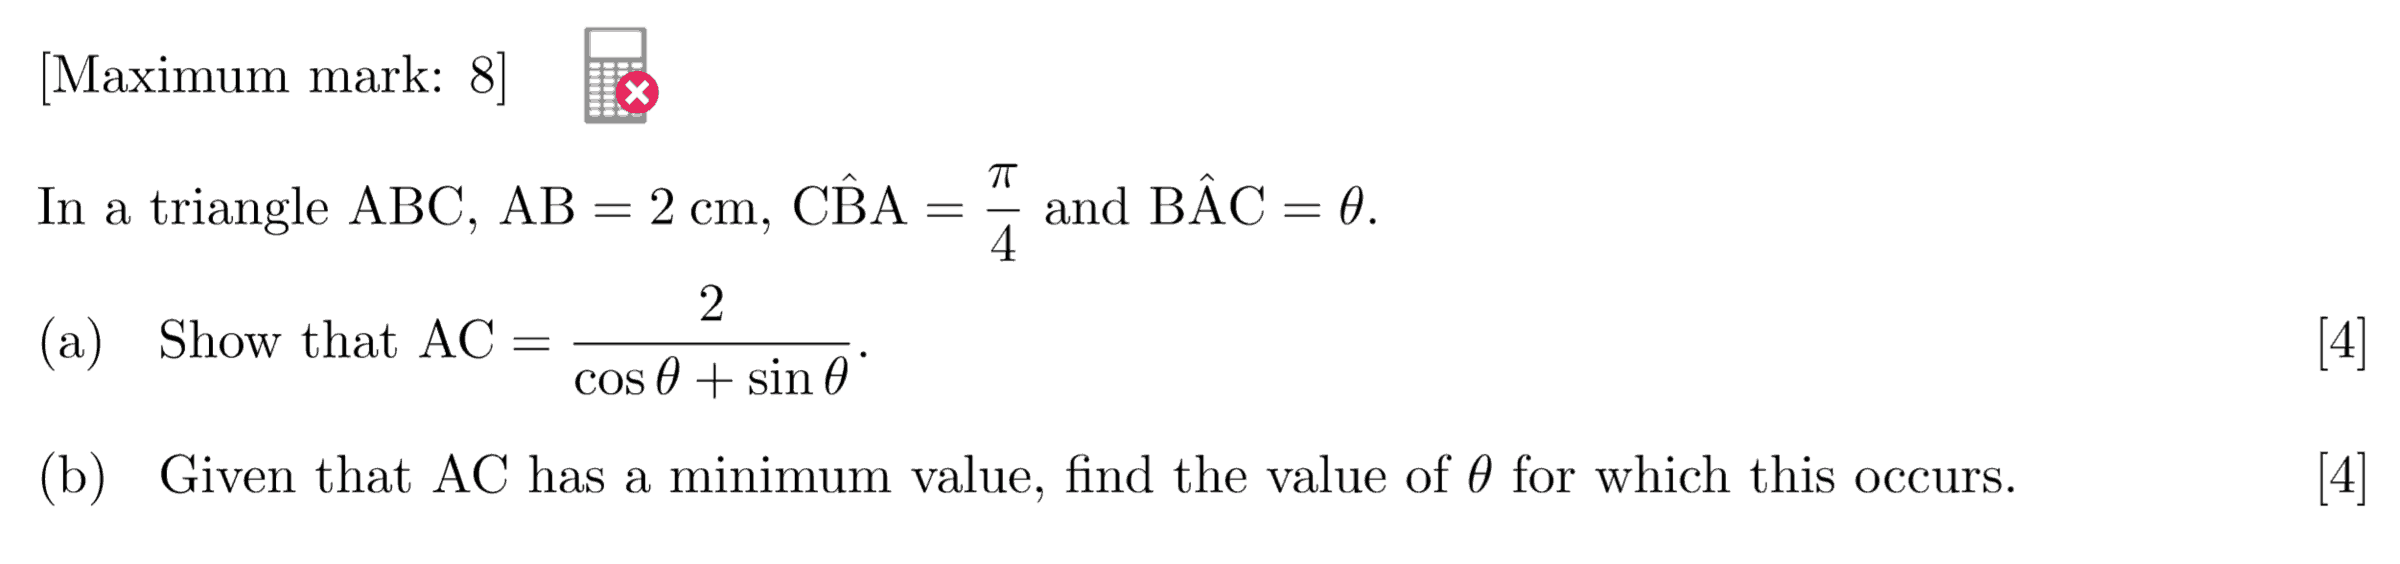 [Maximum mark: 8]
In a triangle ABC, AB = 2 cm, CB̂A = π/4 and BÂC = θ.
(a) Show that AC = 2/(cos θ + sin θ). [4]
(b) Given that AC has a minimum value, find the value of θ for which this occurs. [4]